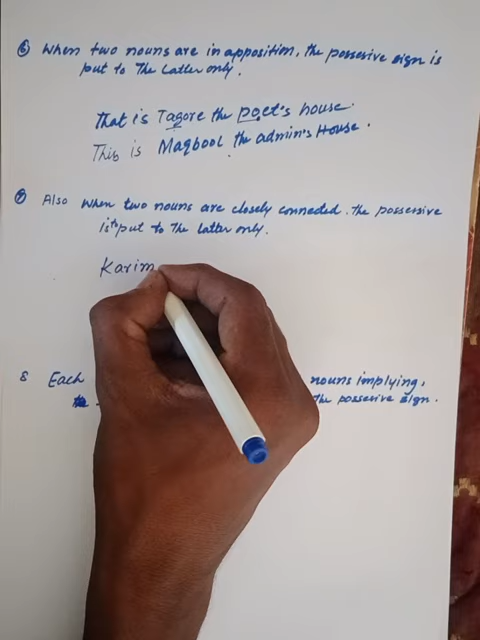 ⑥ When two nouns are in apposition, the possesive sign is
put to The Latter only.
That is Tagore the poet's house.
This is Maqbool the admin's House.
⑦ Also When two nouns are closely connected. the possessive
is put to The latter only.
Karim
8 Each nouns implying,
the possesive sign.